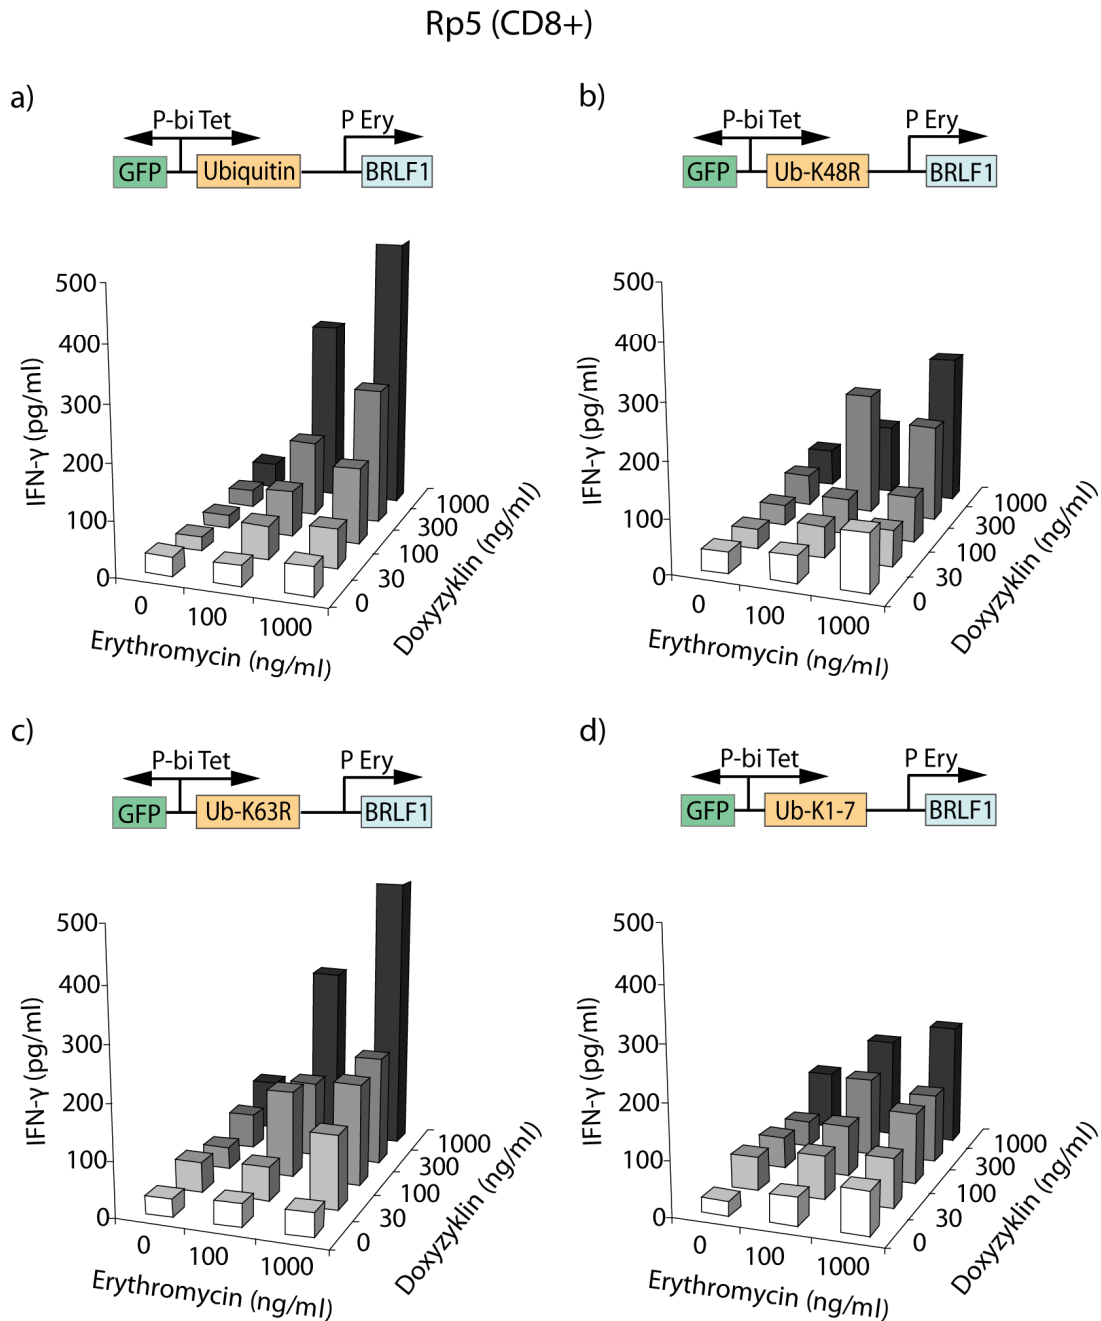 Rp5 (CD8+)
a)
P-bi Tet
P Ery
GFP
Ubiquitin
BRLF1
500
400
300
200
100
0
IFN-γ (pg/ml)
0
100
1000
Erythromycin (ng/ml)
0
30
100
300
1000
Doxyzyklin (ng/ml)
b)
P-bi Tet
P Ery
GFP
Ub-K48R
BRLF1
500
400
300
200
100
0
IFN-γ (pg/ml)
0
100
1000
Erythromycin (ng/ml)
0
30
100
300
1000
Doxyzyklin (ng/ml)
c)
P-bi Tet
P Ery
GFP
Ub-K63R
BRLF1
500
400
300
200
100
0
IFN-γ (pg/ml)
0
100
1000
Erythromycin (ng/ml)
0
30
100
300
1000
Doxyzyklin (ng/ml)
d)
P-bi Tet
P Ery
GFP
Ub-K1-7
BRLF1
500
400
300
200
100
0
IFN-γ (pg/ml)
0
100
1000
Erythromycin (ng/ml)
0
30
100
300
1000
Doxyzyklin (ng/ml)